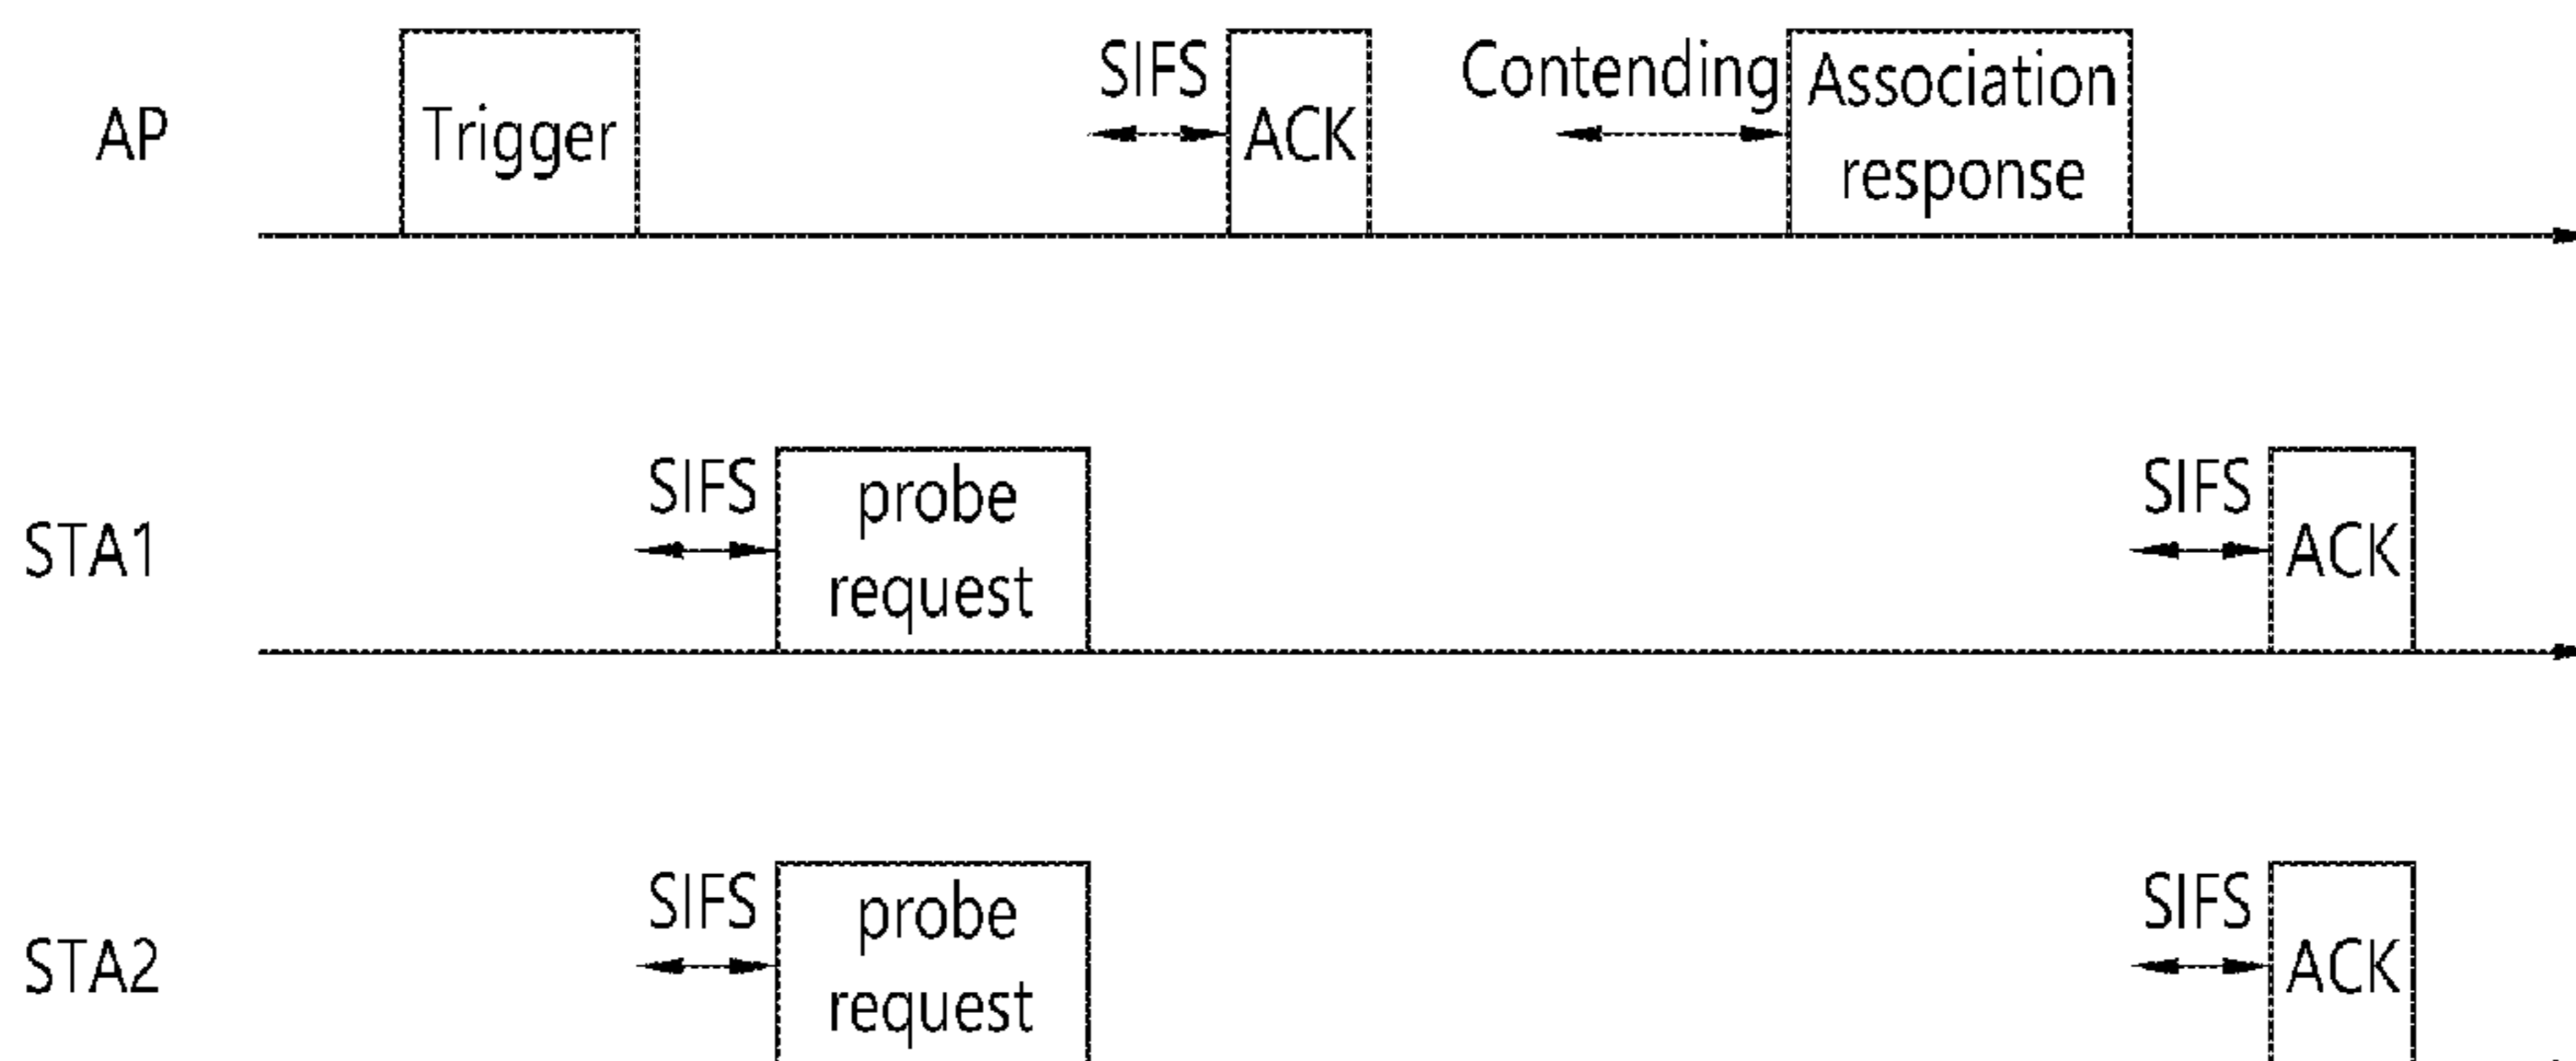 AP
Trigger
SIFS
ACK
Contending
Association
response
STA1
SIFS
probe
request
SIFS
ACK
STA2
SIFS
probe
request
SIFS
ACK